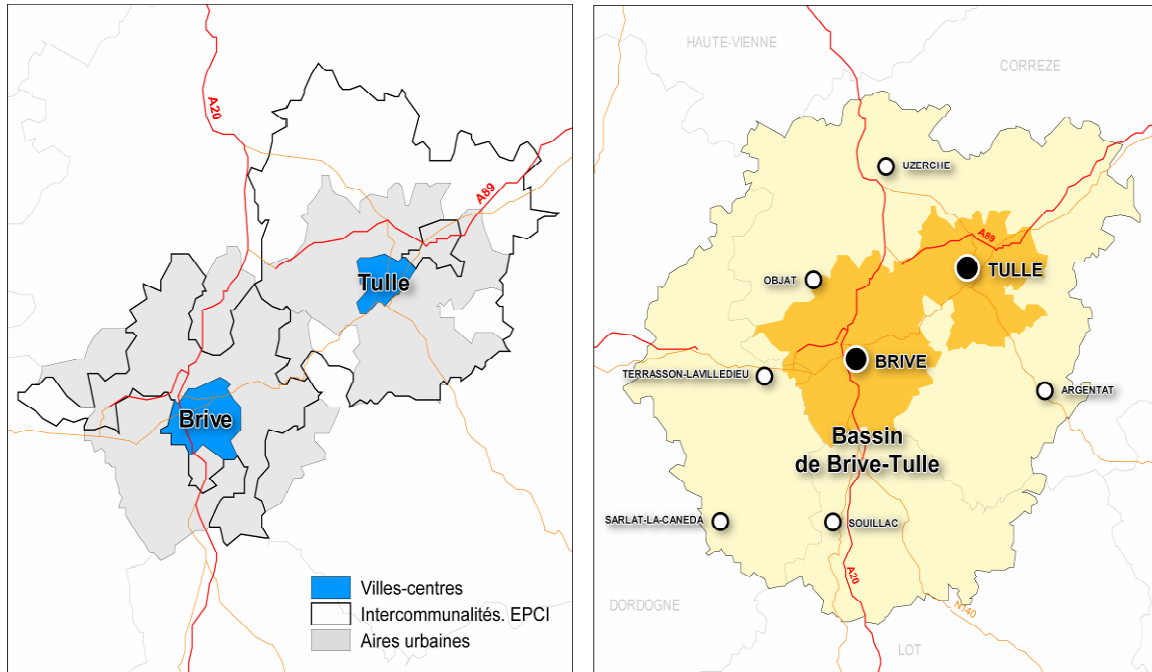 A20
A89
Tulle
Brive
Villes-centres
Intercommunalités. EPCI
Aires urbaines
HAUTE-VIENNE
CORREZE
UZERCHE
A89
TULLE
OBJAT
BRIVE
TERRASSON-LAVILLEDIEU
ARGENTAT
Bassin
de Brive-Tulle
SARLAT-LA-CANEDA
SOUILLAC
A20
DORDOGNE
N140
LOT